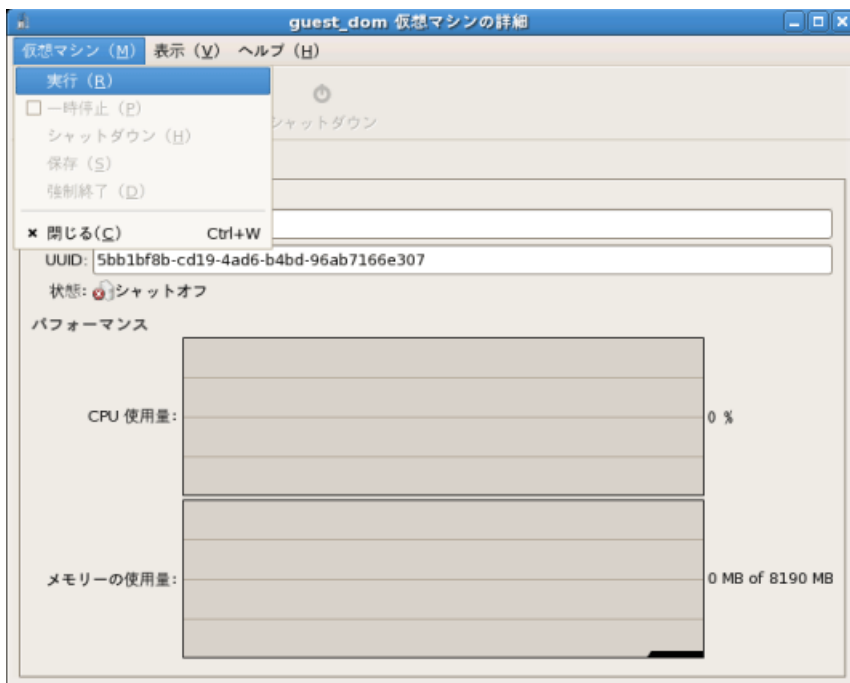 guest_dom 仮想マシンの詳細
仮想マシン (M) 表示 (V) ヘルプ (H)
実行 (R)
一時停止 (P)
シャットダウン (H)
保存 (S)
強制終了 (D)
閉じる(C) Ctrl+W
シャットダウン
UUID: 5bb1bf8b-cd19-4ad6-b4bd-96ab7166e307
状態: シャットオフ
パフォーマンス
CPU 使用量: 0 %
メモリーの使用量: 0 MB of 8190 MB